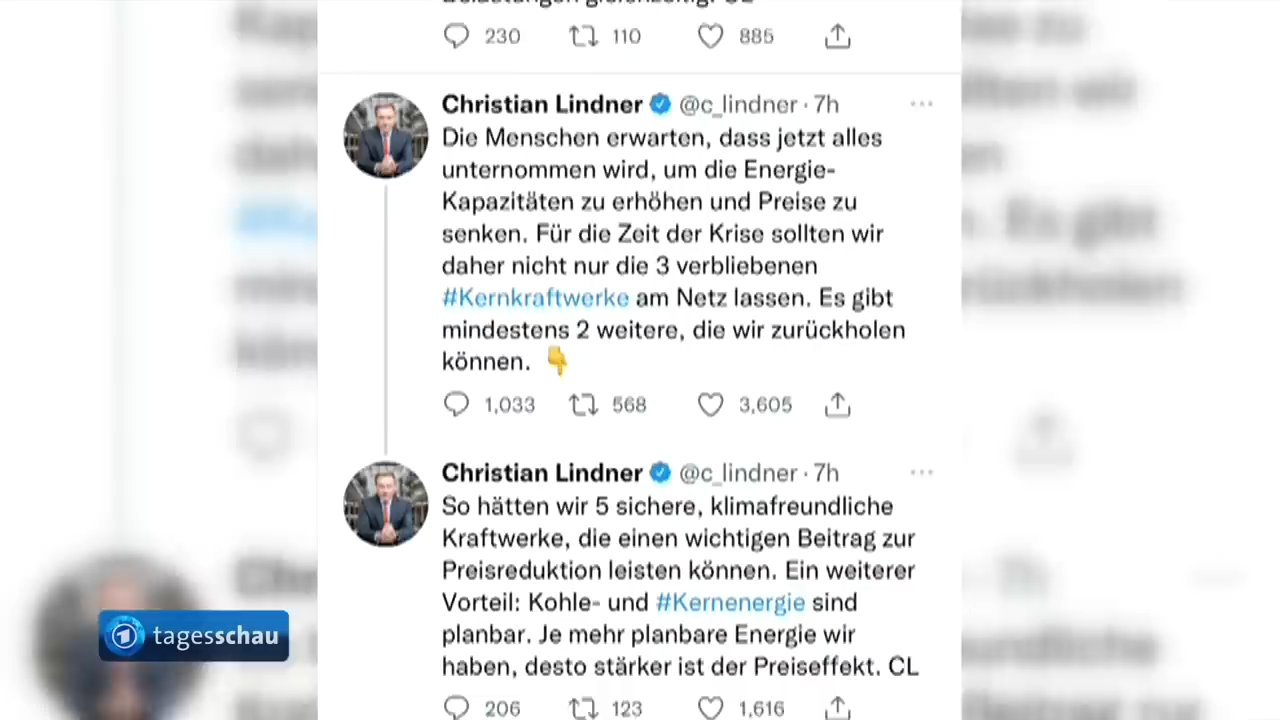 230 110 885
Christian Lindner @c_lindner · 7h
Die Menschen erwarten, dass jetzt alles
unternommen wird, um die Energie-
Kapazitäten zu erhöhen und Preise zu
senken. Für die Zeit der Krise sollten wir
daher nicht nur die 3 verbliebenen
#Kernkraftwerke am Netz lassen. Es gibt
mindestens 2 weitere, die wir zurückholen
können. 👇
1,033 568 3,605
Christian Lindner @c_lindner · 7h
So hätten wir 5 sichere, klimafreundliche
Kraftwerke, die einen wichtigen Beitrag zur
Preisreduktion leisten können. Ein weiterer
Vorteil: Kohle- und #Kernenergie sind
planbar. Je mehr planbare Energie wir
haben, desto stärker ist der Preiseffekt. CL
206 123 1,616
1 tagesschau